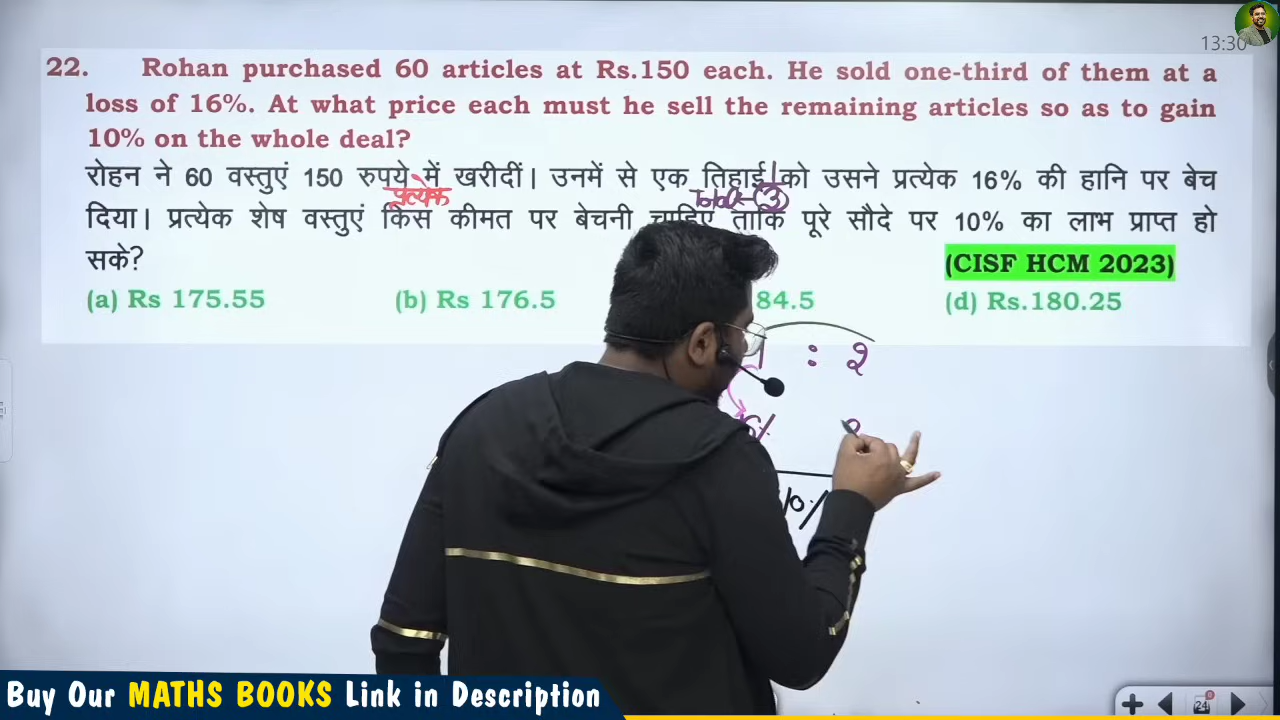 13:30
22. Rohan purchased 60 articles at Rs.150 each. He sold one-third of them at a
loss of 16%. At what price each must he sell the remaining articles so as to gain
10% on the whole deal?
रोहन ने 60 वस्तुएं 150 रुपये में खरीदीं। उनमें से एक तिहाई को उसने प्रत्येक 16% की हानि पर बेच
प्रत्येक
Total-3
दिया। प्रत्येक शेष वस्तुएं किस कीमत पर बेचनी चाहिए ताकि पूरे सौदे पर 10% का लाभ प्राप्त हो
सके?
(CISF HCM 2023)
(a) Rs 175.55 (b) Rs 176.5 84.5 (d) Rs.180.25
1 : 2
6%
10%
Buy Our MATHS BOOKS Link in Description
24